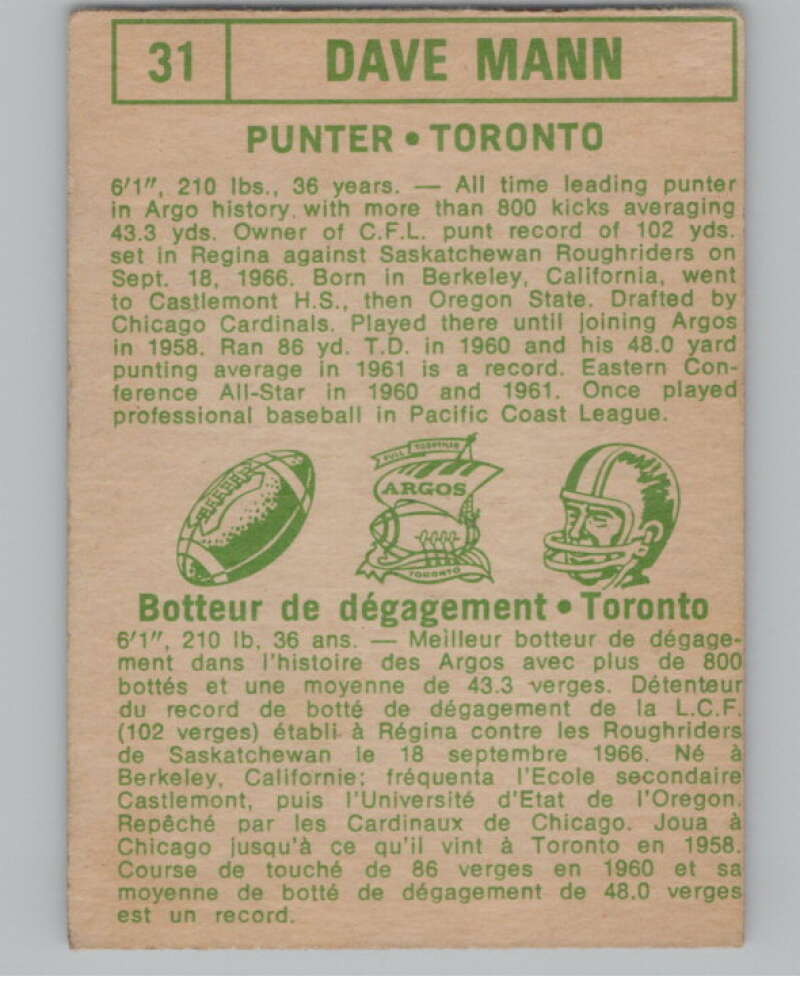 31 DAVE MANN
PUNTER • TORONTO
6'1", 210 lbs., 36 years. — All time leading punter
in Argo history with more than 800 kicks averaging
43.3 yds. Owner of C.F.L. punt record of 102 yds.
set in Regina against Saskatchewan Roughriders on
Sept. 18, 1966. Born in Berkeley, California, went
to Castlemont H.S., then Oregon State. Drafted by
Chicago Cardinals. Played there until joining Argos
in 1958. Ran 86 yd. T.D. in 1960 and his 48.0 yard
punting average in 1961 is a record. Eastern Con-
ference All-Star in 1960 and 1961. Once played
professional baseball in Pacific Coast League.
PULL TOGETHER
ARGOS
TORONTO
Botteur de dégagement • Toronto
6'1", 210 lb, 36 ans. — Meilleur botteur de dégage-
ment dans l'histoire des Argos avec plus de 800
bottés et une moyenne de 43.3 verges. Détenteur
du record de botté de dégagement de la L.C.F.
(102 verges) établi à Régina contre les Roughriders
de Saskatchewan le 18 septembre 1966. Né à
Berkeley, Californie; fréquenta l'Ecole secondaire
Castlemont, puis l'Université d'Etat de l'Oregon.
Repêché par les Cardinaux de Chicago. Joua à
Chicago jusqu'à ce qu'il vint à Toronto en 1958.
Course de touché de 86 verges en 1960 et sa
moyenne de botté de dégagement de 48.0 verges
est un record.